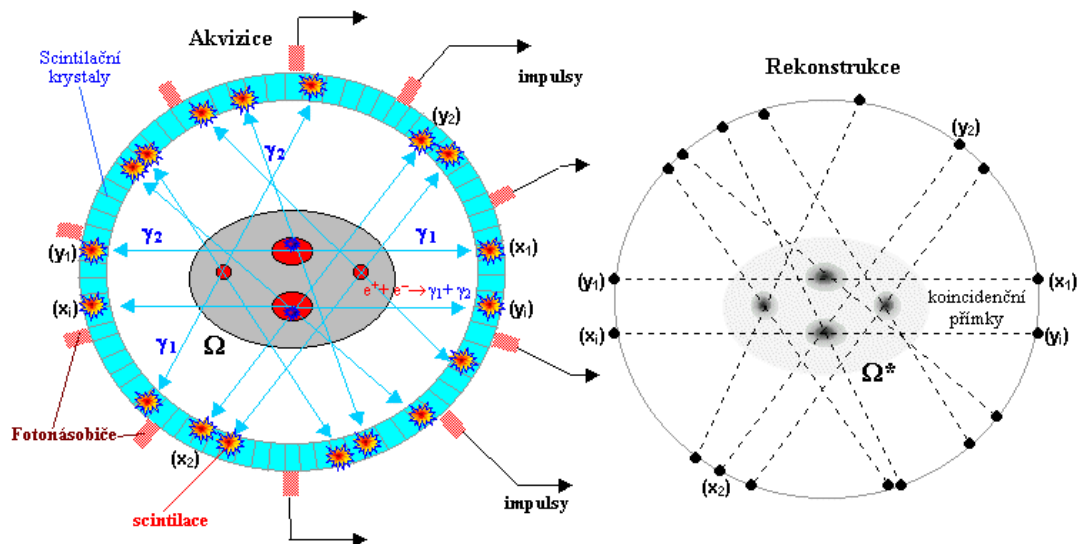 Akvizice
Scintilační
krystaly
impulsy
(y₂)
γ₂
γ₂
γ₁
(y₁)
(x₁)
e⁺+ e⁻→γ₁+ γ₂
(xᵢ)
(yᵢ)
γ₁
Ω
Fotonásobiče
(x₂)
scintilace
impulsy
Rekonstrukce
(y₂)
(y₁)
(x₁)
koincidenční
přímky
(xᵢ)
(yᵢ)
Ω*
(x₂)